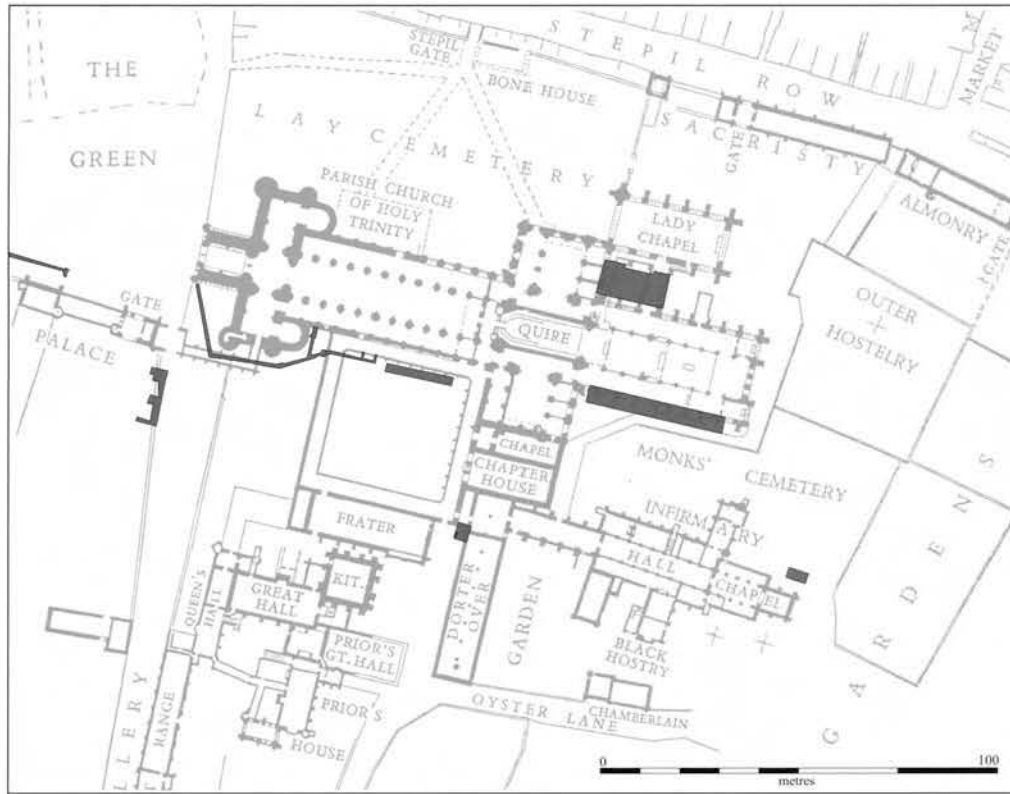 THE
GREEN
STEPIL
GATE
BONE HOUSE
STEPIL ROW
MARKET
LAY CEMETERY
SACRISTY
GATE
PARISH CHURCH
OF HOLY
TRINITY
LADY
CHAPEL
ALMONRY
GATE
OUTER
HOSTELRY
GATE
PALACE
QUIRE
CHAPEL
CHAPTER
HOUSE
MONKS' CEMETERY
GARDENS
FRATER
INFIRMARY
HALL
CHAPEL
KIT.
GREAT
HALL
QUEEN'S
HALL
DORTER
OVER
GARDEN
PRIOR'S
GT. HALL
BLACK
HOSTRY
PRIOR'S
HOUSE
OYSTER LANE
CHAMBERLAIN
LLERY
RANGE
0
100
metres